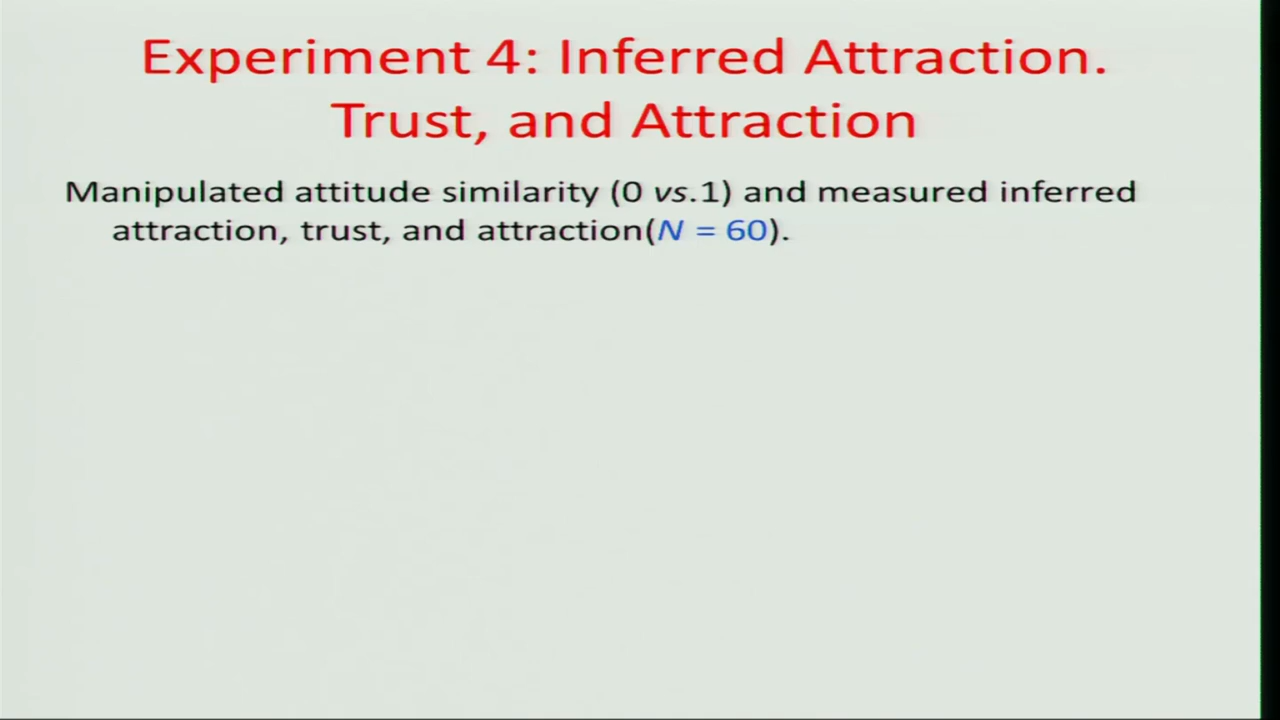 Experiment 4: Inferred Attraction.
Trust, and Attraction
Manipulated attitude similarity (0 vs.1) and measured inferred
attraction, trust, and attraction(N = 60).